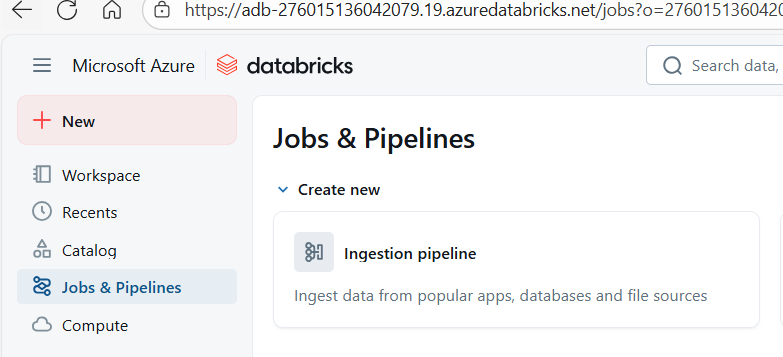 https://adb-276015136042079.19.azuredatabricks.net/jobs?o=2760151360420
Microsoft Azure databricks
Search data,
New
Jobs & Pipelines
Workspace
Create new
Recents
Catalog
Ingestion pipeline
Jobs & Pipelines
Ingest data from popular apps, databases and file sources
Compute